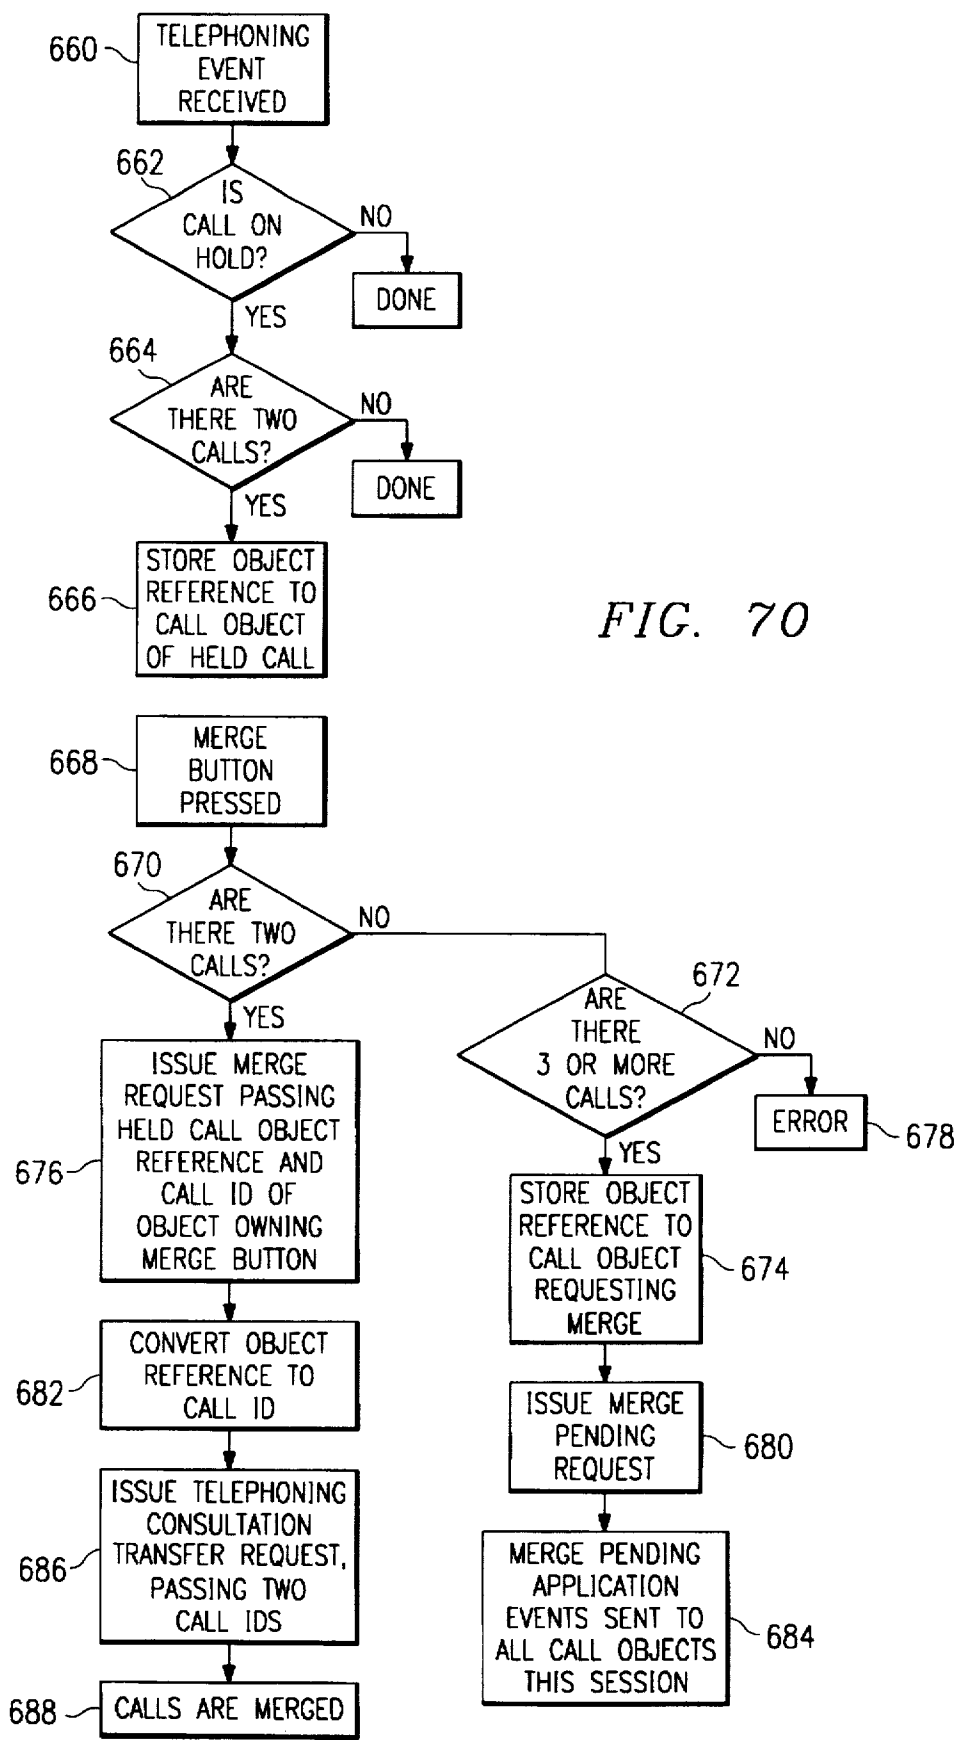 660
TELEPHONING
EVENT
RECEIVED
662
IS
CALL ON
HOLD?
NO
DONE
YES
664
ARE
THERE TWO
CALLS?
NO
DONE
YES
666
STORE OBJECT
REFERENCE TO
CALL OBJECT
OF HELD CALL
FIG. 70
668
MERGE
BUTTON
PRESSED
670
ARE
THERE TWO
CALLS?
NO
YES
672
ARE
THERE
3 OR MORE
CALLS?
NO
ERROR
678
YES
676
ISSUE MERGE
REQUEST PASSING
HELD CALL OBJECT
REFERENCE AND
CALL ID OF
OBJECT OWNING
MERGE BUTTON
STORE OBJECT
REFERENCE TO
CALL OBJECT
REQUESTING
MERGE
674
682
CONVERT OBJECT
REFERENCE TO
CALL ID
ISSUE MERGE
PENDING
REQUEST
680
686
ISSUE TELEPHONING
CONSULTATION
TRANSFER REQUEST,
PASSING TWO
CALL IDS
MERGE PENDING
APPLICATION
EVENTS SENT TO
ALL CALL OBJECTS
THIS SESSION
684
688
CALLS ARE MERGED